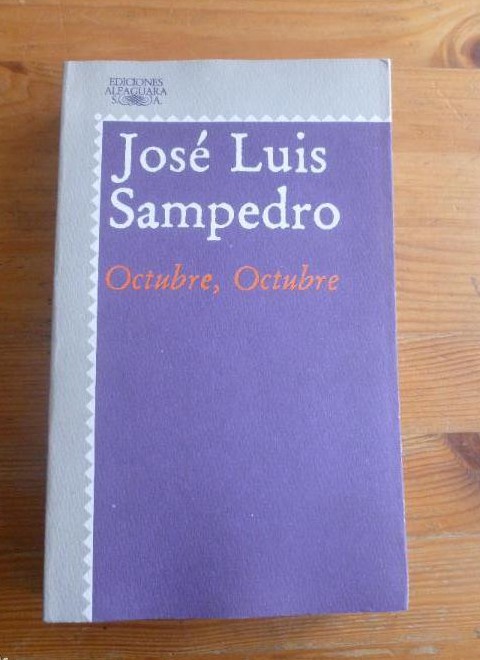 EDICIONES
ALFAGUARA
S. A.
José Luis
Sampedro
Octubre, Octubre